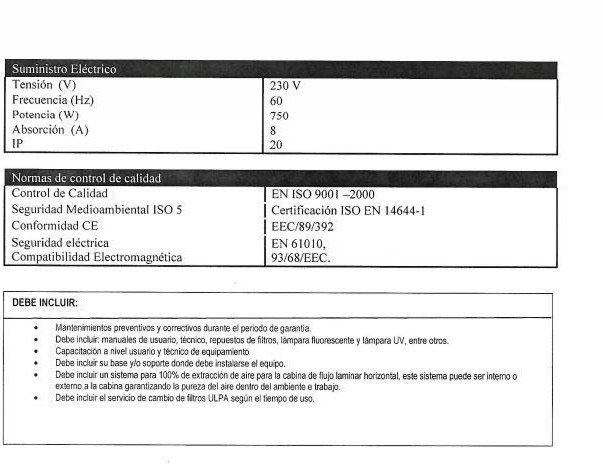 Suministro Eléctrico
Tensión (V) 230 V
Frecuencia (Hz) 60
Potencia (W) 750
Absorción (A) 8
IP 20
Normas de control de calidad
Control de Calidad EN ISO 9001 –2000
Seguridad Medioambiental ISO 5 Certificación ISO EN 14644-1
Conformidad CE EEC/89/392
Seguridad eléctrica EN 61010,
Compatibilidad Electromagnética 93/68/EEC.
DEBE INCLUIR:
• Mantenimientos preventivos y correctivos durante el periodo de garantía.
• Debe incluir: manuales de usuario, técnico, repuestos de filtros, lámpara fluorescente y lámpara UV, entre otros.
• Capacitación a nivel usuario y técnico de equipamiento
• Debe incluir su base y/o soporte donde debe instalarse el equipo.
• Debe incluir un sistema para 100% de extracción de aire para la cabina de flujo laminar horizontal, este sistema puede ser interno o
externo a la cabina garantizando la pureza del aire dentro del ambiente e trabajo.
• Debe incluir el servicio de cambio de filtros ULPA según el tiempo de uso.